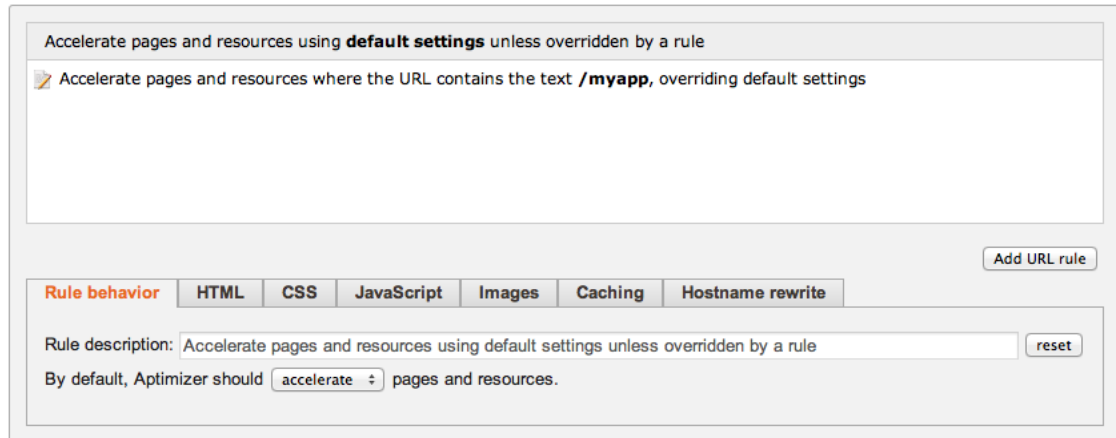 Accelerate pages and resources using default settings unless overridden by a rule
Accelerate pages and resources where the URL contains the text /myapp, overriding default settings
Add URL rule
Rule behavior HTML CSS JavaScript Images Caching Hostname rewrite
Rule description: Accelerate pages and resources using default settings unless overridden by a rule reset
By default, Aptimizer should accelerate pages and resources.